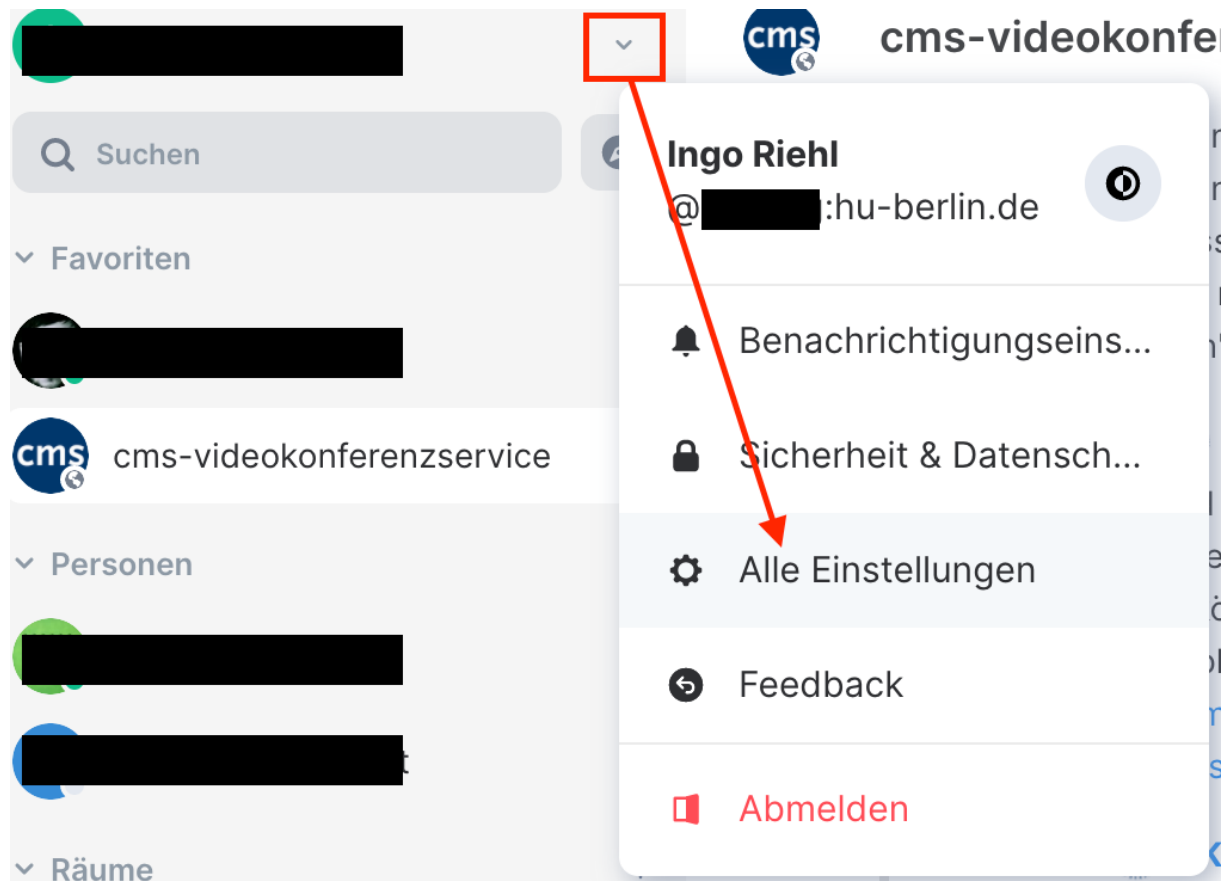 cms
cms-videokonfe
Suchen
Ingo Riehl
@
:hu-berlin.de
Favoriten
Benachrichtigungseins...
cms
cms-videokonferenzservice
Sicherheit & Datensch...
Personen
Alle Einstellungen
Feedback
t
Abmelden
Räume